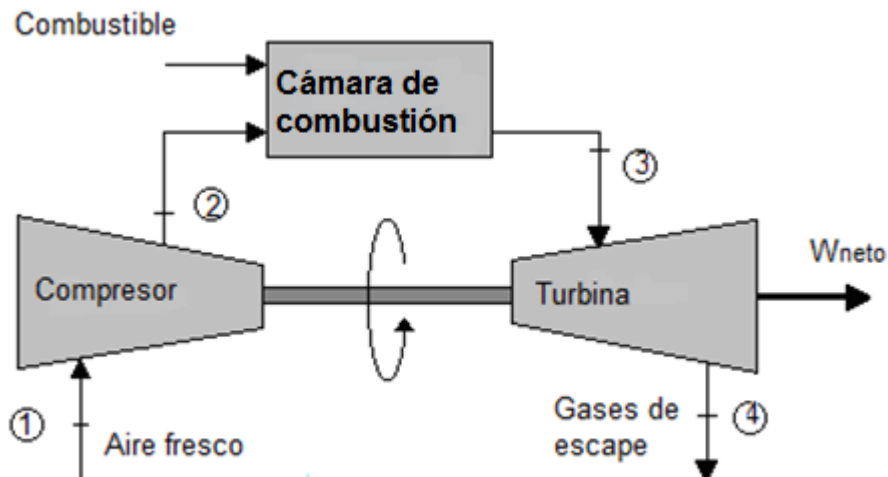 Combustible
Cámara de
combustión
③
②
Wneto
Compresor
Turbina
①
Aire fresco
Gases de
escape
④